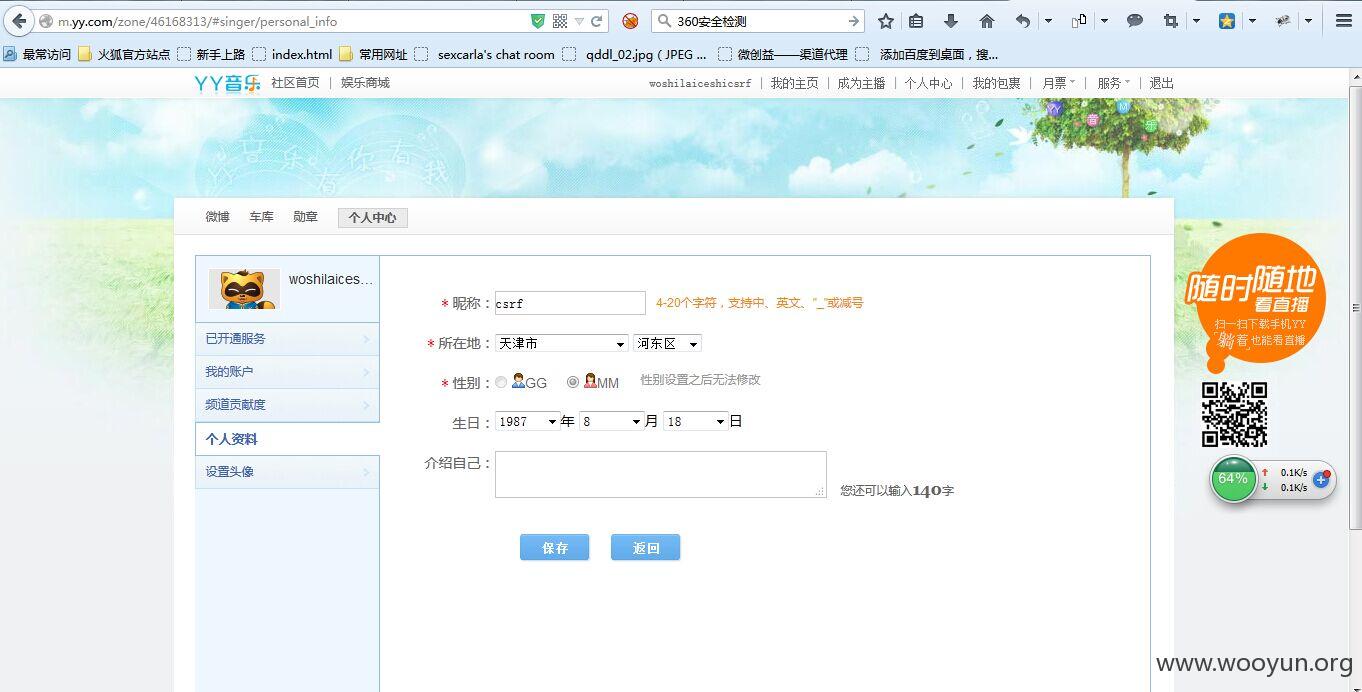 m.yy.com/zone/46168313/#singer/personal_info
360安全检测
最常访问 火狐官方站点 新手上路 index.html 常用网址 sexcarla's chat room qddl_02.jpg ( JPEG ... 微创益——渠道代理 添加百度到桌面，搜...
YY音乐 社区首页 | 娱乐商城
woshilaiceshicsrf | 我的主页 | 成为主播 | 个人中心 | 我的包裹 | 月票 | 服务 | 退出
音乐你有我
YY 音 M 乐
微博 车库 勋章 个人中心
woshilaices...
已开通服务
我的账户
频道贡献度
个人资料
设置头像
* 昵称： csrf 4-20个字符，支持中、英文、"_"或减号
* 所在地： 天津市 河东区
* 性别： GG MM 性别设置之后无法修改
生日： 1987 年 8 月 18 日
介绍自己： 您还可以输入140字
保存 返回
随时随地
看直播
扫一扫下载手机YY
躺着 也能看直播
64% 0.1K/s
0.1K/s
www.wooyun.org